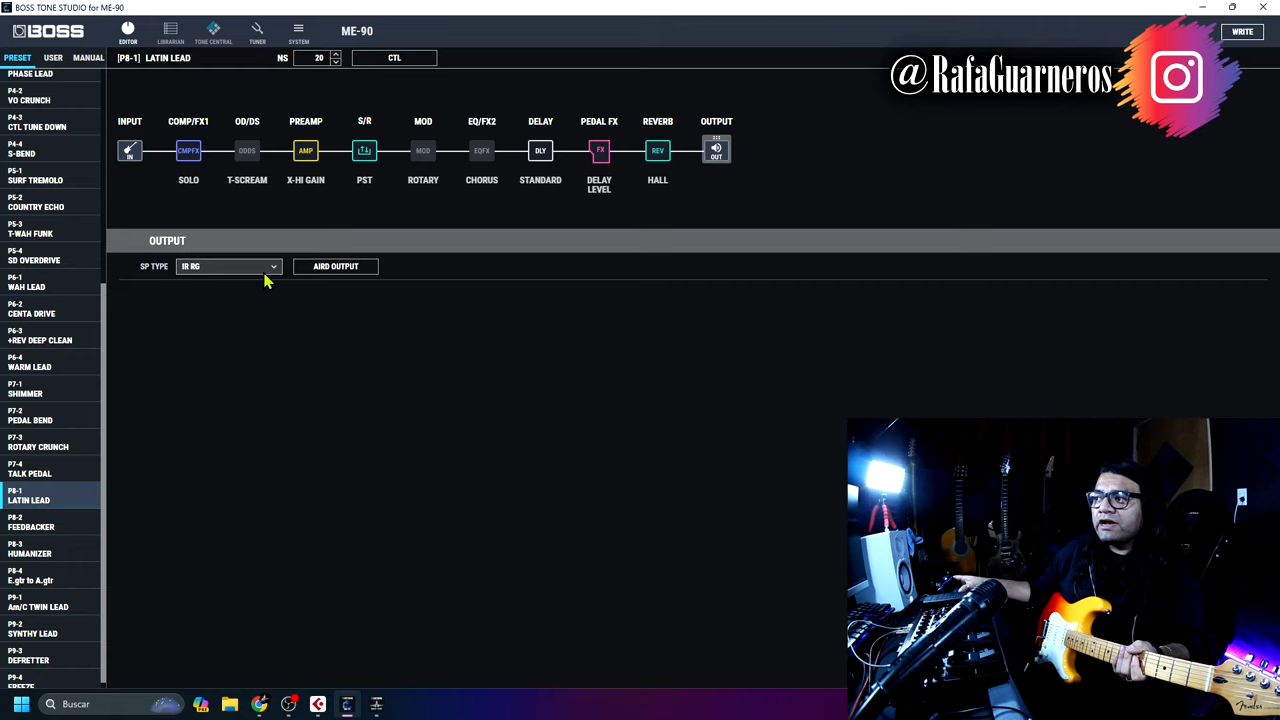 BOSS TONE STUDIO for ME-90
BOSS
EDITOR
LIBRARIAN
TONE CENTRAL
TUNER
SYSTEM
ME-90
WRITE
PRESET
USER
MANUAL
[P8-1] LATIN LEAD
NS
20
CTL
@RafaGuarneros
PHASE LEAD
P4-2
VO CRUNCH
P4-3
CTL TUNE DOWN
P4-4
S-BEND
P5-1
SURF TREMOLO
P5-2
COUNTRY ECHO
P5-3
T-WAH FUNK
P5-4
SD OVERDRIVE
P6-1
WAH LEAD
P6-2
CENTA DRIVE
P6-3
+REV DEEP CLEAN
P6-4
WARM LEAD
P7-1
SHIMMER
P7-2
PEDAL BEND
P7-3
ROTARY CRUNCH
P7-4
TALK PEDAL
P8-1
LATIN LEAD
P8-2
FEEDBACKER
P8-3
HUMANIZER
P8-4
E.gtr to A.gtr
P9-1
Am/C TWIN LEAD
P9-2
SYNTHY LEAD
P9-3
DEFRETTER
P9-4
FREEZE
INPUT
COMP/FX1
OD/DS
PREAMP
S/R
MOD
EQ/FX2
DELAY
PEDAL FX
REVERB
OUTPUT
IN
CMPFX
ODDS
AMP
MOD
EQFX
DLY
FX
REV
OUT
SOLO
T-SCREAM
X-HI GAIN
PST
ROTARY
CHORUS
STANDARD
DELAY
LEVEL
HALL
OUTPUT
SP TYPE
IR RG
AIRD OUTPUT
Buscar